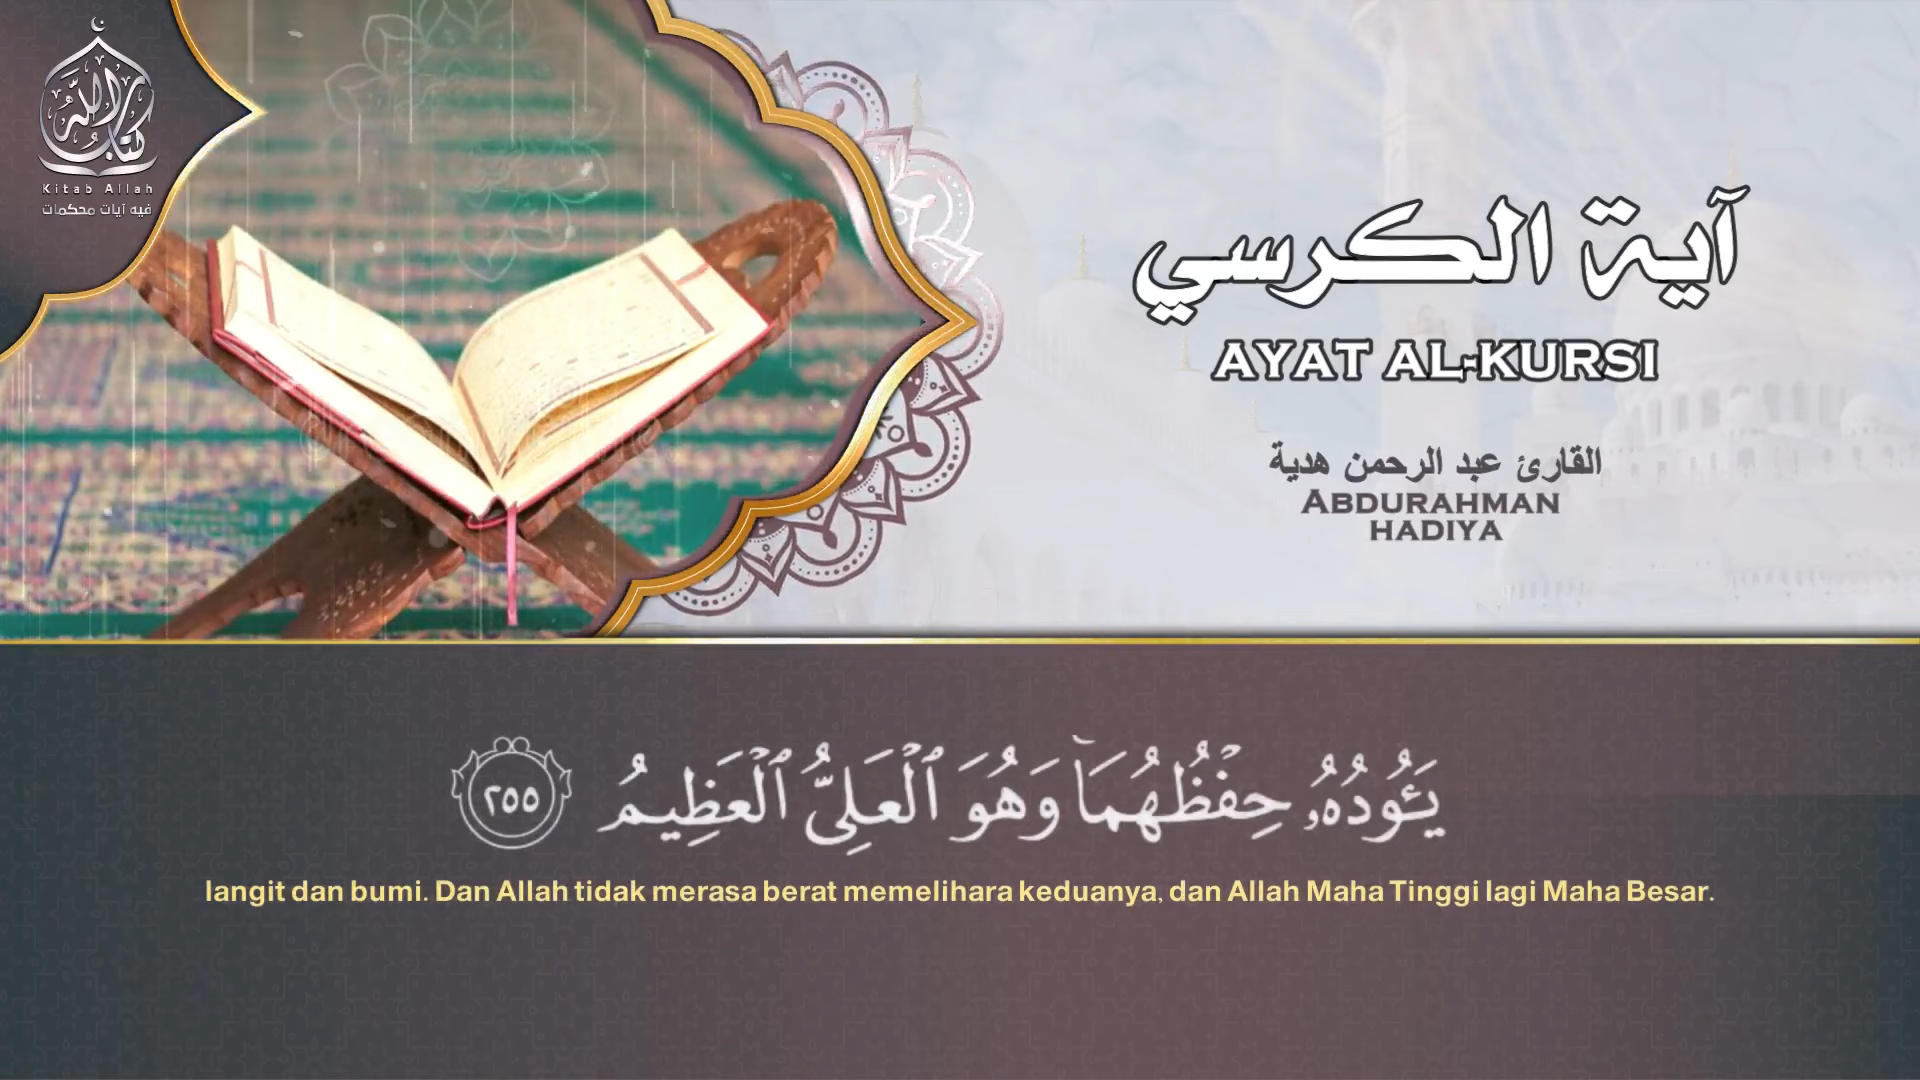 كتاب الله
Kitab Allah
فيه آيات محكمات
آية الكرسي
AYAT AL-KURSI
القارئ عبد الرحمن هدية
ABDURAHMAN
HADIYA
يَـُٔودُهُۥ حِفْظُهُمَا ۚ وَهُوَ ٱلْعَلِىُّ ٱلْعَظِيمُ ٢٥٥
langit dan bumi. Dan Allah tidak merasa berat memelihara keduanya, dan Allah Maha Tinggi lagi Maha Besar.